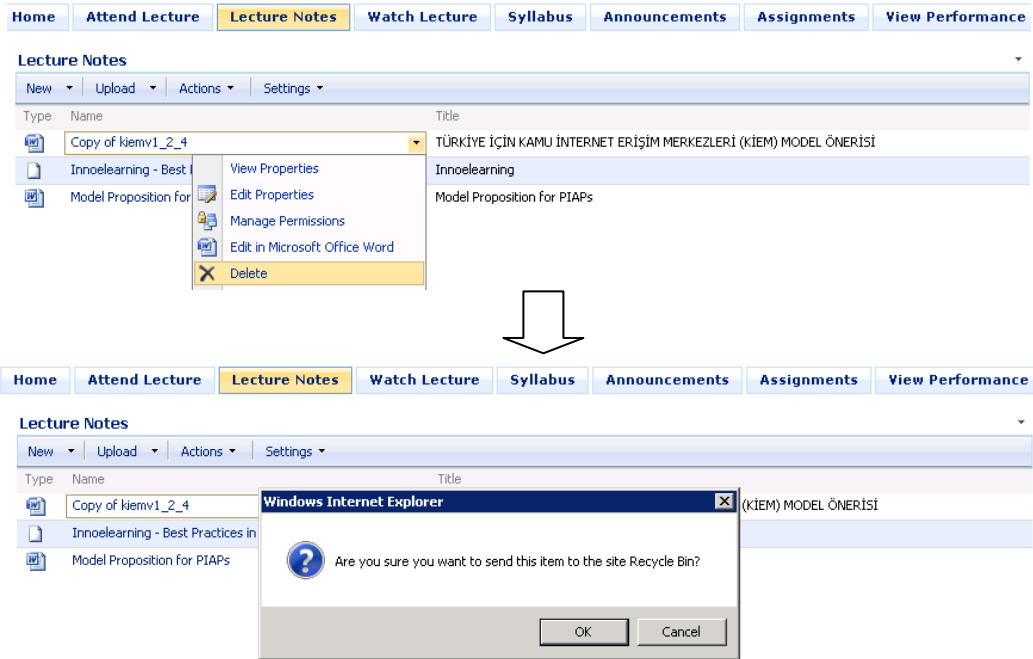 Home Attend Lecture Lecture Notes Watch Lecture Syllabus Announcements Assignments View Performance
Lecture Notes
New Upload Actions Settings
Type Name Title
Copy of kiemv1_2_4 TÜRKİYE İÇİN KAMU İNTERNET ERİŞİM MERKEZLERİ (KİEM) MODEL ÖNERİSİ
Innoelearning - Best Innoelearning
Model Proposition for Model Proposition for PIAPs
View Properties
Edit Properties
Manage Permissions
Edit in Microsoft Office Word
Delete
Home Attend Lecture Lecture Notes Watch Lecture Syllabus Announcements Assignments View Performance
Lecture Notes
New Upload Actions Settings
Type Name Title
Copy of kiemv1_2_4 (KİEM) MODEL ÖNERİSİ
Innoelearning - Best Practices in
Model Proposition for PIAPs
Windows Internet Explorer
Are you sure you want to send this item to the site Recycle Bin?
OK Cancel